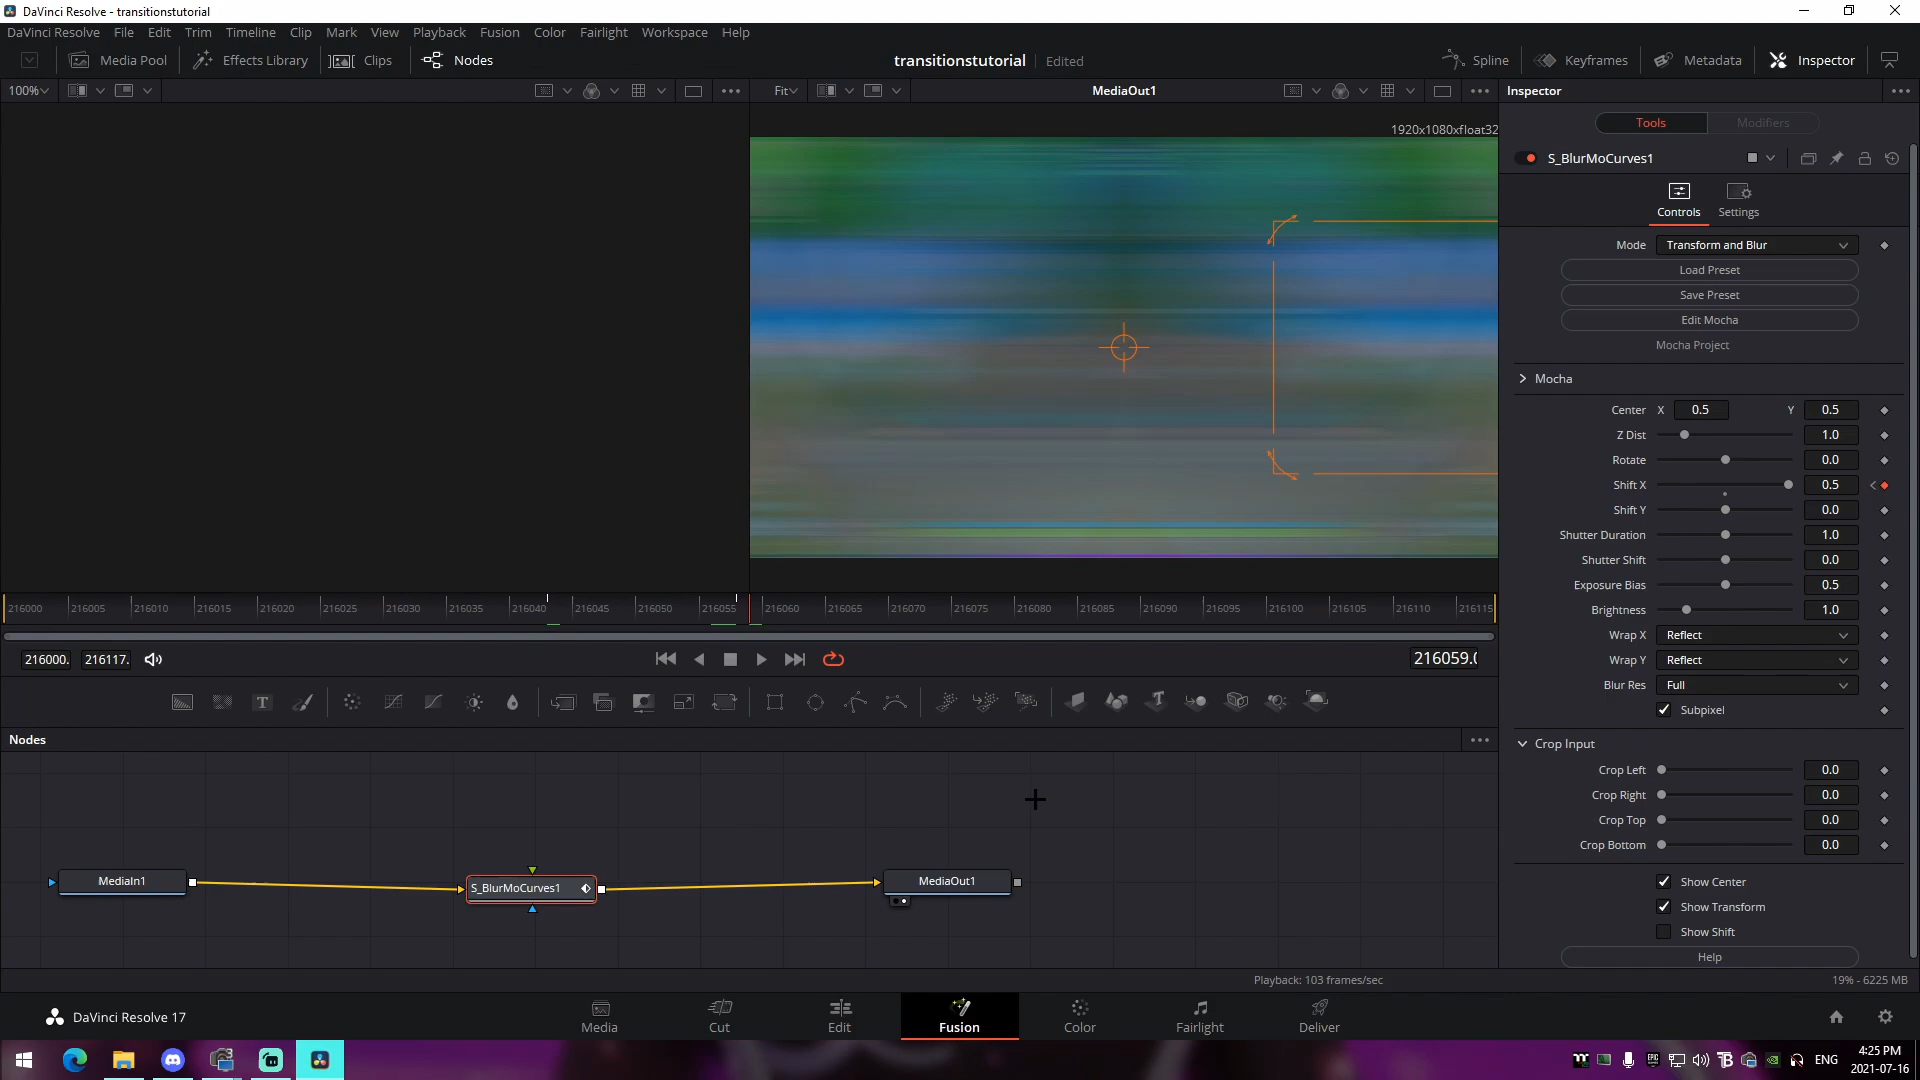 DaVinci Resolve - transitionstutorial
DaVinci Resolve File Edit Trim Timeline Clip Mark View Playback Fusion Color Fairlight Workspace Help
Media Pool Effects Library Clips Nodes transitionstutorial Edited Spline Keyframes Metadata Inspector
100% Fit MediaOut1 Inspector
1920x1080xfloat32
Tools Modifiers
S_BlurMoCurves1
Controls Settings
Mode Transform and Blur
Load Preset
Save Preset
Edit Mocha
Mocha Project
Mocha
Center X 0.5 Y 0.5
Z Dist 1.0
Rotate 0.0
Shift X 0.5
Shift Y 0.0
Shutter Duration 1.0
Shutter Shift 0.0
Exposure Bias 0.5
Brightness 1.0
Wrap X Reflect
Wrap Y Reflect
Blur Res Full
Subpixel
Crop Input
Crop Left 0.0
Crop Right 0.0
Crop Top 0.0
Crop Bottom 0.0
Show Center
Show Transform
Show Shift
Help
216000 216005 216010 216015 216020 216025 216030 216035 216040 216045 216050 216055 216060 216065 216070 216075 216080 216085 216090 216095 216100 216105 216110 216115
216000. 216117. 216059.0
T T
Nodes
MediaIn1 S_BlurMoCurves1 MediaOut1
Playback: 103 frames/sec 19% - 6225 MB
DaVinci Resolve 17 Media Cut Edit Fusion Color Fairlight Deliver
ENG 4:25 PM
2021-07-16